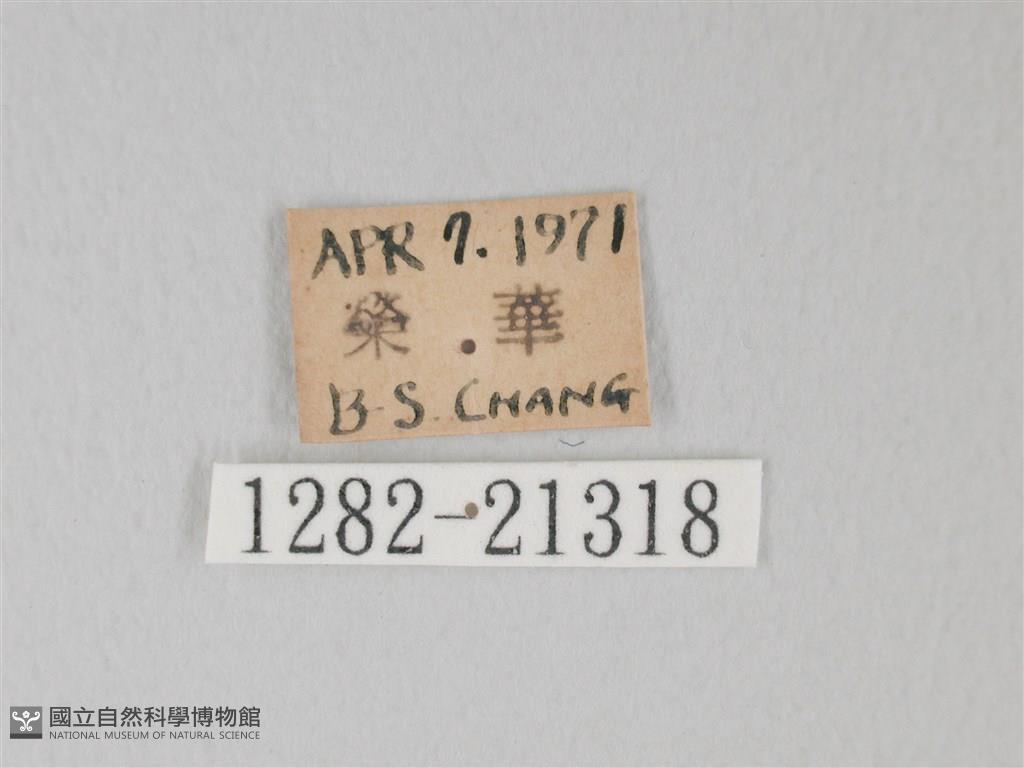 APR 7. 1971
榮 華
B-S. CHANG
1282-21318
國立自然科學博物館
NATIONAL MUSEUM OF NATURAL SCIENCE